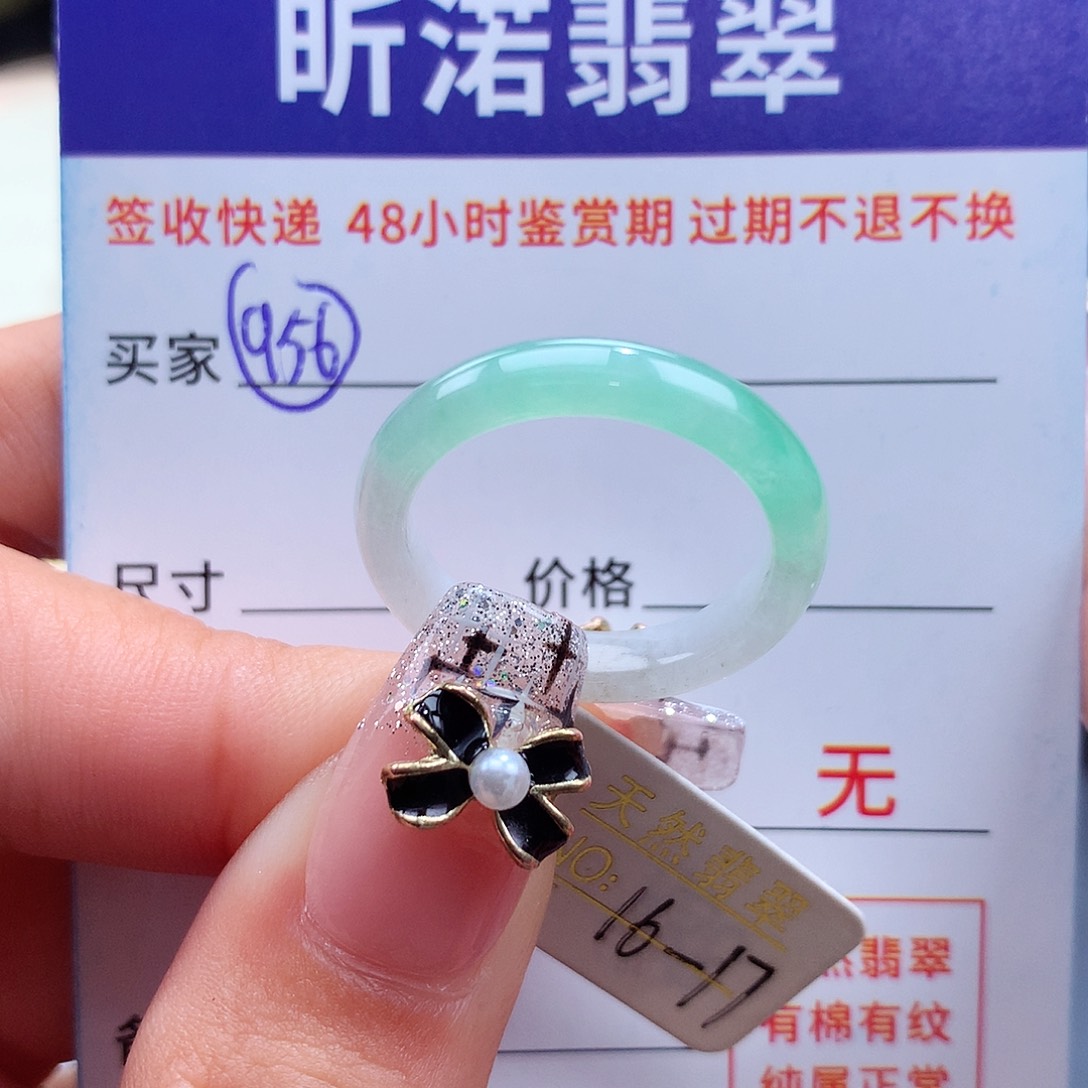 昕渃翡翠
签收快递 48小时鉴赏期 过期不退不换
买家 956
尺寸 价格
无
天然翡翠
NO: 16-17
翡翠
有棉有纹
纯属正常